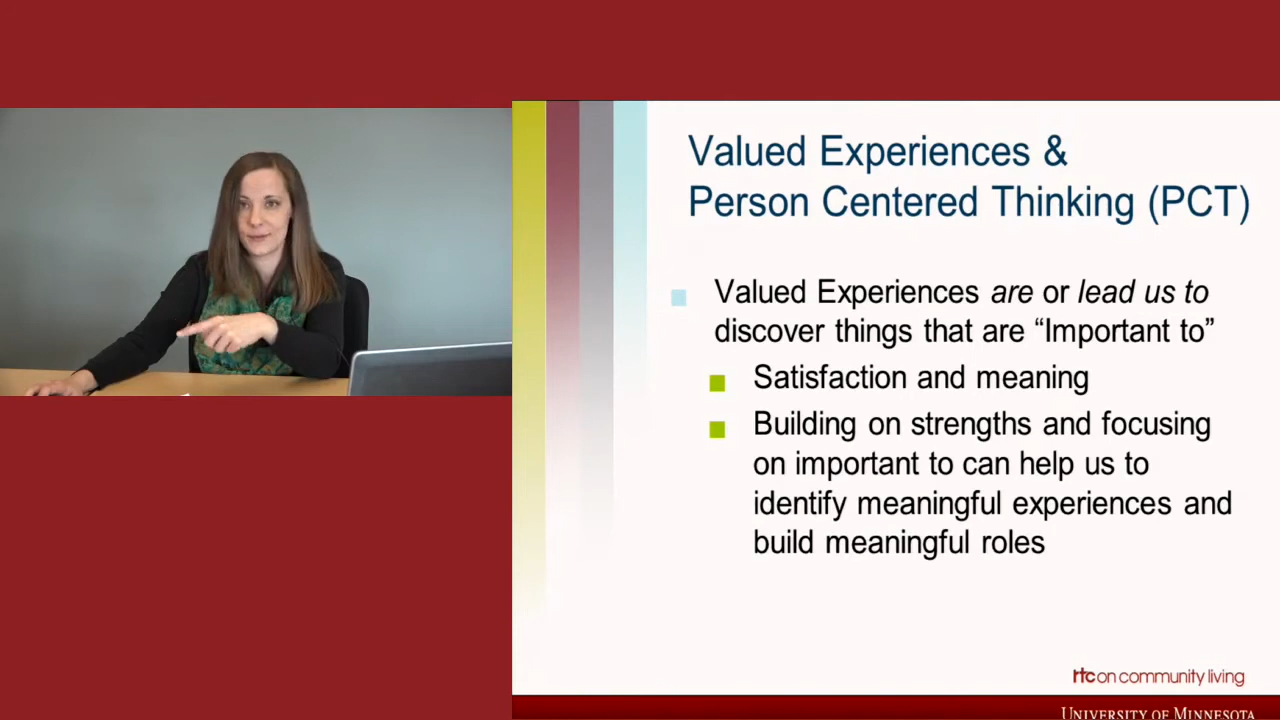 Valued Experiences &
Person Centered Thinking (PCT)
Valued Experiences are or lead us to
discover things that are “Important to”
Satisfaction and meaning
Building on strengths and focusing
on important to can help us to
identify meaningful experiences and
build meaningful roles
rtc on community living
UNIVERSITY OF MINNESOTA